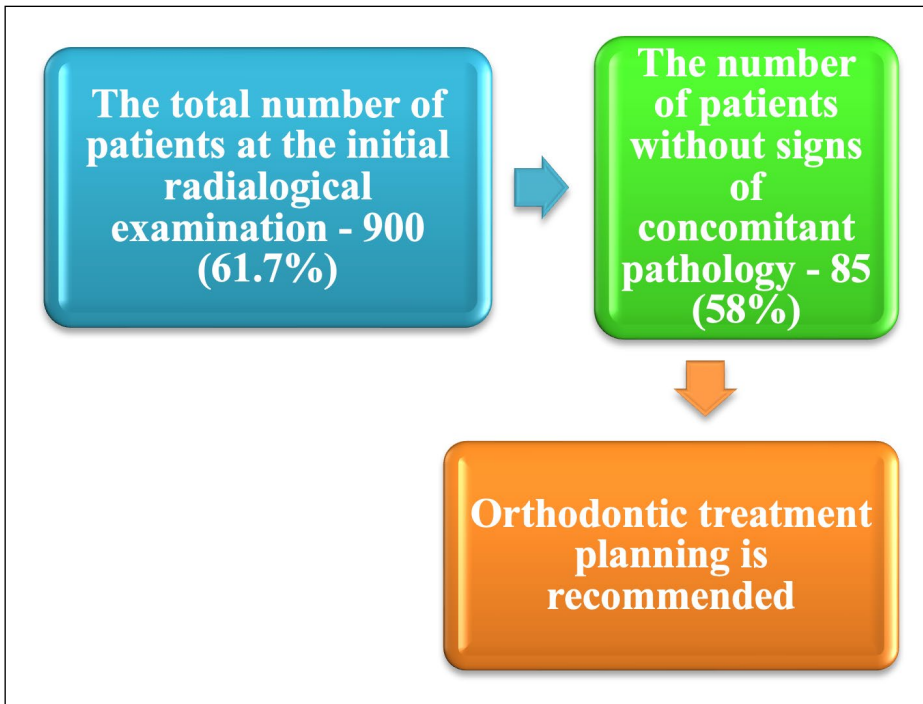 The total number of
patients at the initial
radialogical
examination - 900
(61.7%)
The number
of patients
without signs
of
concomitant
pathology - 85
(58%)
Orthodontic treatment
planning is
recommended